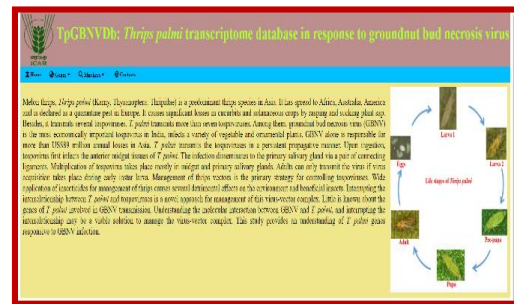 TpGBNVDb: Thrips palmi transcriptome database in response to groundnut bud necrosis virus
ICAR
Home Genes Markers Contacts
Melon thrips, Thrips palmi (Karny, Thysanoptera: Thripidae) is a predominant thrips species in Asia. It has spread to Africa, Australia, America
and is declared as a quarantine pest in Europe. It causes significant losses in cucurbits and solanaceous crops by rasping and sucking plant sap.
Besides, it transmits several tospoviruses. T. palmi transmits more than seven tospoviruses. Among them, groundnut bud necrosis virus (GBNV)
is the most economically important tospovirus in India, infects a variety of vegetable and ornamental plants. GBNV alone is responsible for
more than US$89 million annual losses in Asia. T. palmi transmits the tospoviruses in a persistent propagative manner. Upon ingestion,
tospovirus first infects the anterior midgut tissues of T. palmi. The infection disseminates to the primary salivary gland via a pair of connecting
ligaments. Multiplication of tospovirus takes place mostly in midgut and primary salivary glands. Adults can only transmit the virus if virus
acquisition takes place during early instar larva. Management of thrips vectors is the primary strategy for controlling tospoviruses. Wide
application of insecticides for management of thrips causes several detrimental effects on the environment and beneficial insects. Interrupting the
interrelationship between T. palmi and tospoviruses is a novel approach for management of this virus-vector complex. Little is known about the
genes of T. palmi involved in GBNV transmission. Understanding the molecular interaction between GBNV and T. palmi, and interrupting the
interrelationship may be a viable solution to manage the virus-vector complex. This study provides an understanding of T. palmi genes
responsive to GBNV infection.
Larva 1
Eggs
Larva 2
Life stages of Thrips palmi
Adult
Pre-pupa
Pupa